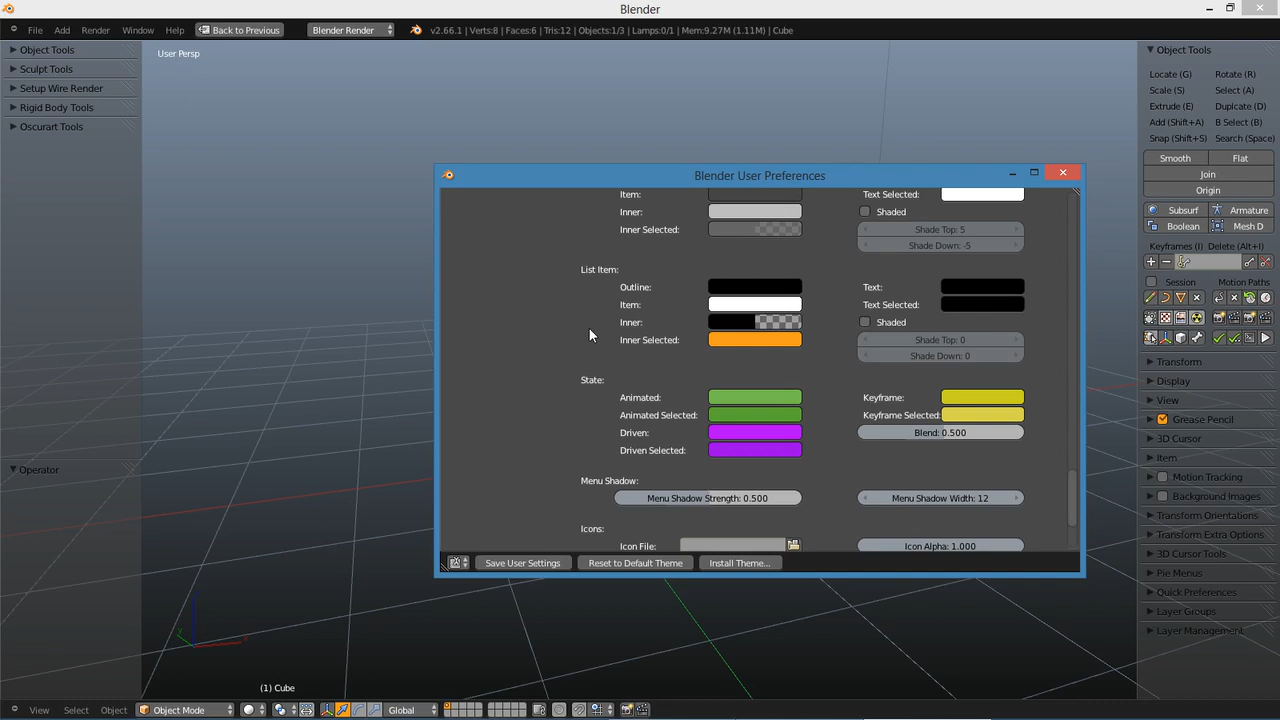 Blender
File Add Render Window Help Back to Previous Blender Render v2.66.1 | Verts:8 | Faces:6 | Tris:12 | Objects:1/3 | Lamps:0/1 | Mem:9.27M (1.11M) | Cube
Object Tools
Sculpt Tools
Setup Wire Render
Rigid Body Tools
Oscurart Tools
Operator
User Persp
(1) Cube
Blender User Preferences
Item: Text Selected:
Inner: Shaded
Inner Selected: Shade Top: 5
Shade Down: -5
List Item:
Outline: Text:
Item: Text Selected:
Inner: Shaded
Inner Selected: Shade Top: 0
Shade Down: 0
State:
Animated: Keyframe:
Animated Selected: Keyframe Selected:
Driven: Blend: 0.500
Driven Selected:
Menu Shadow:
Menu Shadow Strength: 0.500 Menu Shadow Width: 12
Icons:
Icon File: Icon Alpha: 1.000
Save User Settings Reset to Default Theme Install Theme...
Object Tools
Locate (G) Rotate (R)
Scale (S) Select (A)
Extrude (E) Duplcate (D)
Add (Shift+A) B Select (B)
Snap (Shift+S) Search(Space)
Smooth Flat
Join
Origin
Subsurf Armature
Boolean Mesh D
Keyframes (I) Delete (Alt+I)
Session Motion Paths
Transform
Display
View
Grease Pencil
3D Cursor
Item
Motion Tracking
Background Images
Transform Orientations
Transform Extra Options
3D Cursor Tools
Pie Menus
Quick Preferences
Layer Groups
Layer Management
View Select Object Object Mode Global